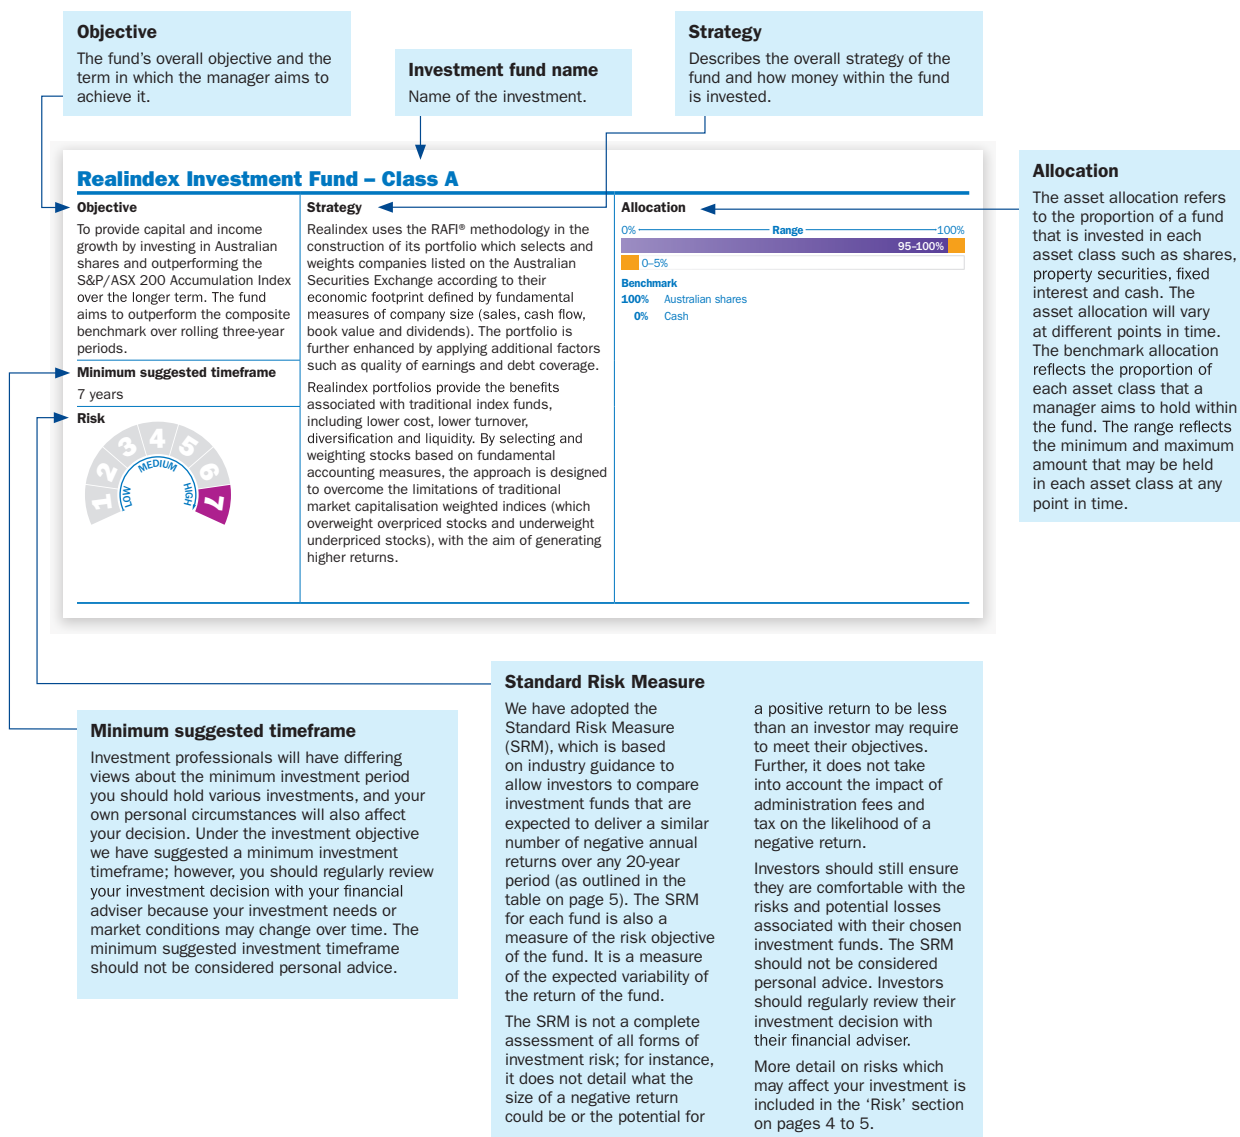 Objective
The fund’s overall objective and the
term in which the manager aims to
achieve it.
Investment fund name
Name of the investment.
Strategy
Describes the overall strategy of the
fund and how money within the fund
is invested.
Realindex Investment Fund – Class A
Objective
To provide capital and income
growth by investing in Australian
shares and outperforming the
S&P/ASX 200 Accumulation Index
over the longer term. The fund
aims to outperform the composite
benchmark over rolling three-year
periods.
Minimum suggested timeframe
7 years
Risk
1
2
3
4
5
6
7
LOW
MEDIUM
HIGH
Strategy
Realindex uses the RAFI® methodology in the
construction of its portfolio which selects and
weights companies listed on the Australian
Securities Exchange according to their
economic footprint defined by fundamental
measures of company size (sales, cash flow,
book value and dividends). The portfolio is
further enhanced by applying additional factors
such as quality of earnings and debt coverage.
Realindex portfolios provide the benefits
associated with traditional index funds,
including lower cost, lower turnover,
diversification and liquidity. By selecting and
weighting stocks based on fundamental
accounting measures, the approach is designed
to overcome the limitations of traditional
market capitalisation weighted indices (which
overweight overpriced stocks and underweight
underpriced stocks), with the aim of generating
higher returns.
Allocation
0% Range 100%
95-100%
0–5%
Benchmark
100% Australian shares
0% Cash
Allocation
The asset allocation refers
to the proportion of a fund
that is invested in each
asset class such as shares,
property securities, fixed
interest and cash. The
asset allocation will vary
at different points in time.
The benchmark allocation
reflects the proportion of
each asset class that a
manager aims to hold within
the fund. The range reflects
the minimum and maximum
amount that may be held
in each asset class at any
point in time.
Minimum suggested timeframe
Investment professionals will have differing
views about the minimum investment period
you should hold various investments, and your
own personal circumstances will also affect
your decision. Under the investment objective
we have suggested a minimum investment
timeframe; however, you should regularly review
your investment decision with your financial
adviser because your investment needs or
market conditions may change over time. The
minimum suggested investment timeframe
should not be considered personal advice.
Standard Risk Measure
We have adopted the
Standard Risk Measure
(SRM), which is based
on industry guidance to
allow investors to compare
investment funds that are
expected to deliver a similar
number of negative annual
returns over any 20-year
period (as outlined in the
table on page 5). The SRM
for each fund is also a
measure of the risk objective
of the fund. It is a measure
of the expected variability of
the return of the fund.
The SRM is not a complete
assessment of all forms of
investment risk; for instance,
it does not detail what the
size of a negative return
could be or the potential for
a positive return to be less
than an investor may require
to meet their objectives.
Further, it does not take
into account the impact of
administration fees and
tax on the likelihood of a
negative return.
Investors should still ensure
they are comfortable with the
risks and potential losses
associated with their chosen
investment funds. The SRM
should not be considered
personal advice. Investors
should regularly review their
investment decision with
their financial adviser.
More detail on risks which
may affect your investment is
included in the ‘Risk’ section
on pages 4 to 5.